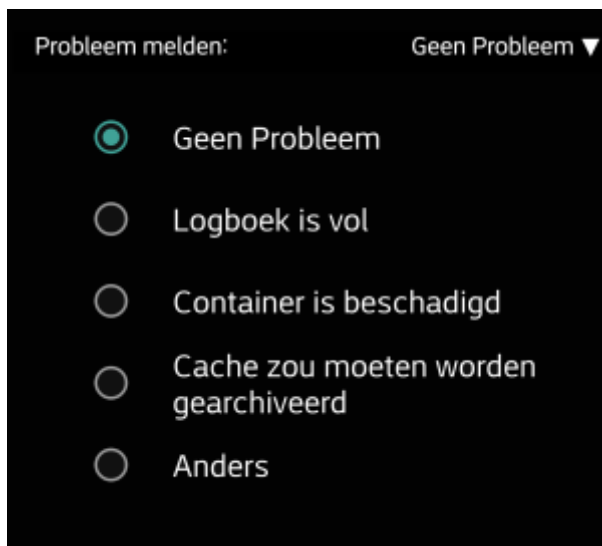 Probleem melden: Geen Probleem ▼
Geen Probleem
Logboek is vol
Container is beschadigd
Cache zou moeten worden
gearchiveerd
Anders